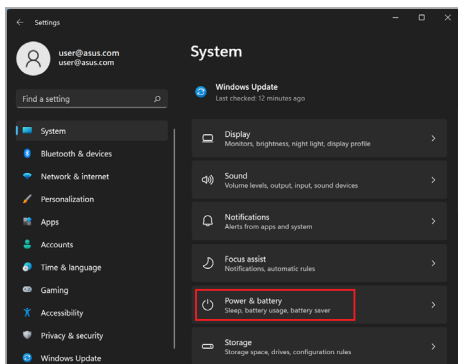 Settings
user@asus.com
user@asus.com
Find a setting
System
Bluetooth & devices
Network & internet
Personalization
Apps
Accounts
Time & language
Gaming
Accessibility
Privacy & security
Windows Update
System
Windows Update
Last checked: 12 minutes ago
Display
Monitors, brightness, night light, display profile
Sound
Volume levels, output, input, sound devices
Notifications
Alerts from apps and system
Focus assist
Notifications, automatic rules
Power & battery
Sleep, battery usage, battery saver
Storage
Storage space, drives, configuration rules